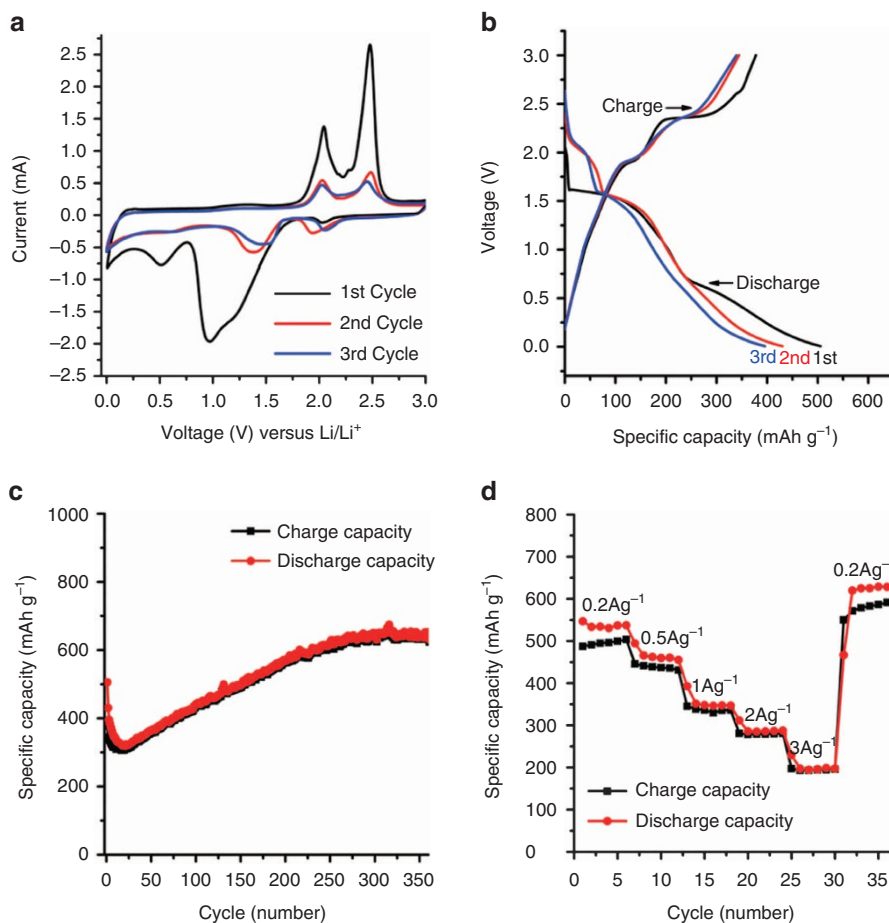 a
2.5
2.0
1.5
1.0
0.5
0.0
−0.5
−1.0
−1.5
−2.0
−2.5
Current (mA)
1st Cycle
2nd Cycle
3rd Cycle
0.0 0.5 1.0 1.5 2.0 2.5 3.0
Voltage (V) versus Li/Li⁺
b
3.0
2.5
2.0
1.5
1.0
0.5
0.0
Voltage (V)
Charge
Discharge
3rd 2nd 1st
0 100 200 300 400 500 600
Specific capacity (mAh g⁻¹)
c
1000
800
600
400
200
0
Specific capacity (mAh g⁻¹)
Charge capacity
Discharge capacity
0 50 100 150 200 250 300 350
Cycle (number)
d
800
700
600
500
400
300
200
100
0
Specific capacity (mAh g⁻¹)
0.2Ag⁻¹
0.5Ag⁻¹
1Ag⁻¹
2Ag⁻¹
3Ag⁻¹
0.2Ag⁻
Charge capacity
Discharge capacity
0 5 10 15 20 25 30 35
Cycle (number)